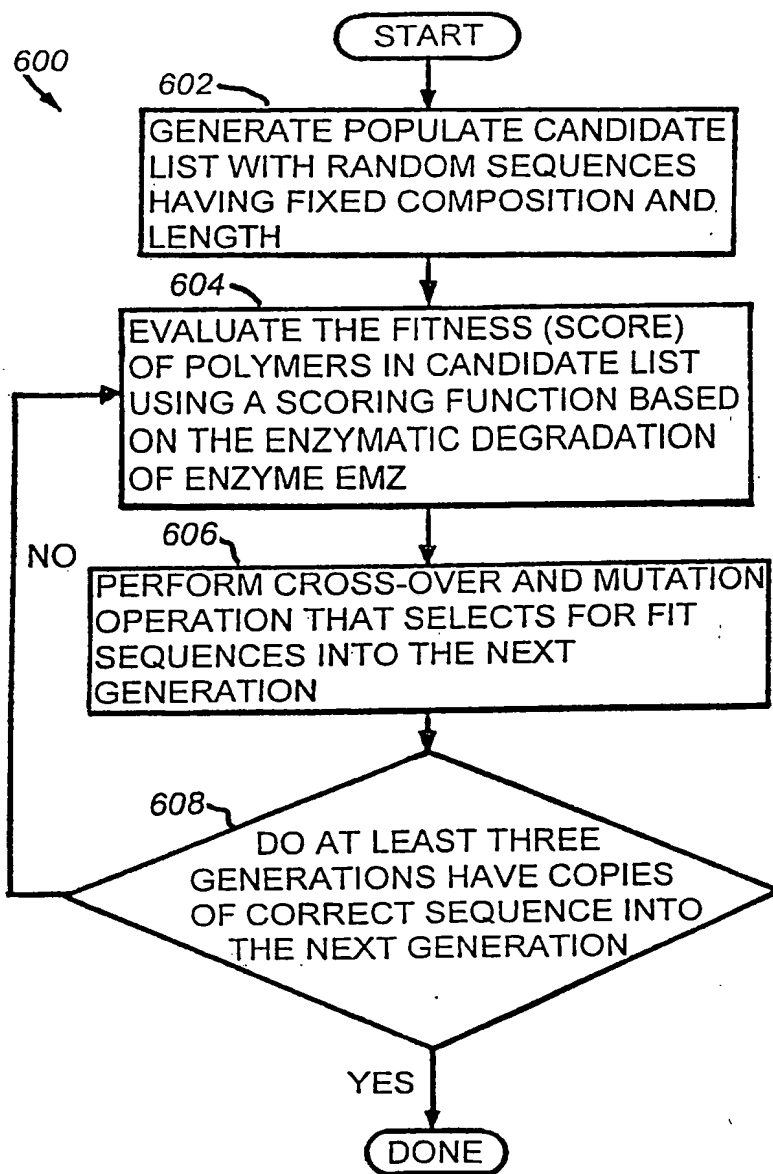 START
600
602
GENERATE POPULATE CANDIDATE
LIST WITH RANDOM SEQUENCES
HAVING FIXED COMPOSITION AND
LENGTH
604
EVALUATE THE FITNESS (SCORE)
OF POLYMERS IN CANDIDATE LIST
USING A SCORING FUNCTION BASED
ON THE ENZYMATIC DEGRADATION
OF ENZYME EMZ
NO
606
PERFORM CROSS-OVER AND MUTATION
OPERATION THAT SELECTS FOR FIT
SEQUENCES INTO THE NEXT
GENERATION
608
DO AT LEAST THREE
GENERATIONS HAVE COPIES
OF CORRECT SEQUENCE INTO
THE NEXT GENERATION
YES
DONE